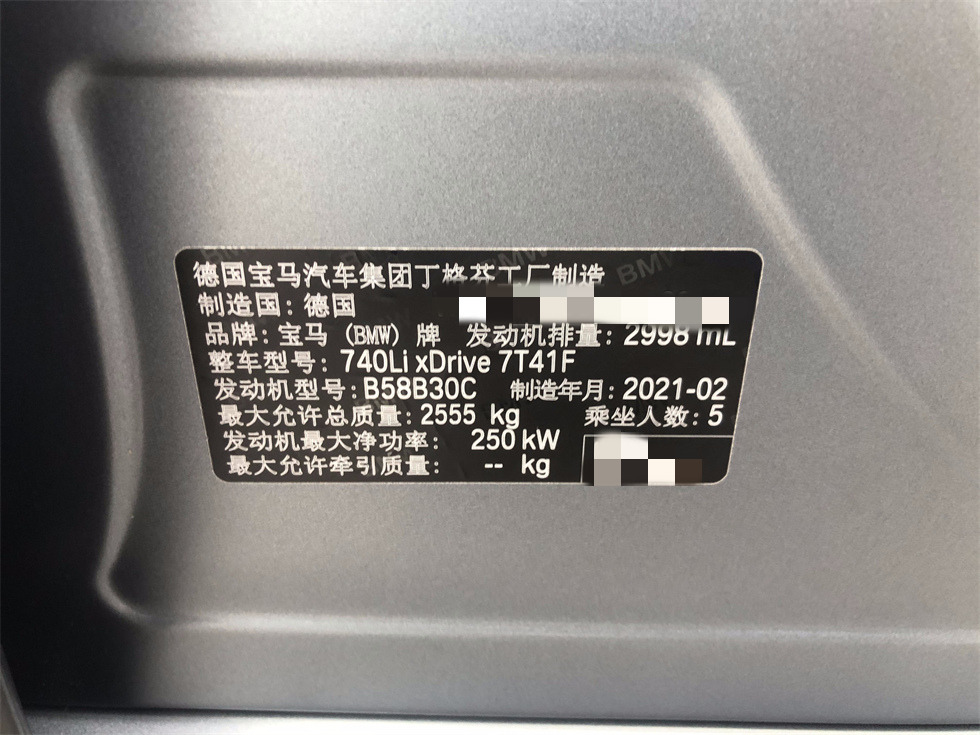 德国宝马汽车集团丁格芬工厂制造
制造国：德国
品牌：宝马（BMW）牌 发动机排量：2998 mL
整车型号：740Li xDrive 7T41F
发动机型号：B58B30C 制造年月：2021-02
最大允许总质量：2555 kg 乘坐人数：5
发动机最大净功率： 250 kW
最大允许牵引质量： -- kg
BMW
BMW
BMW